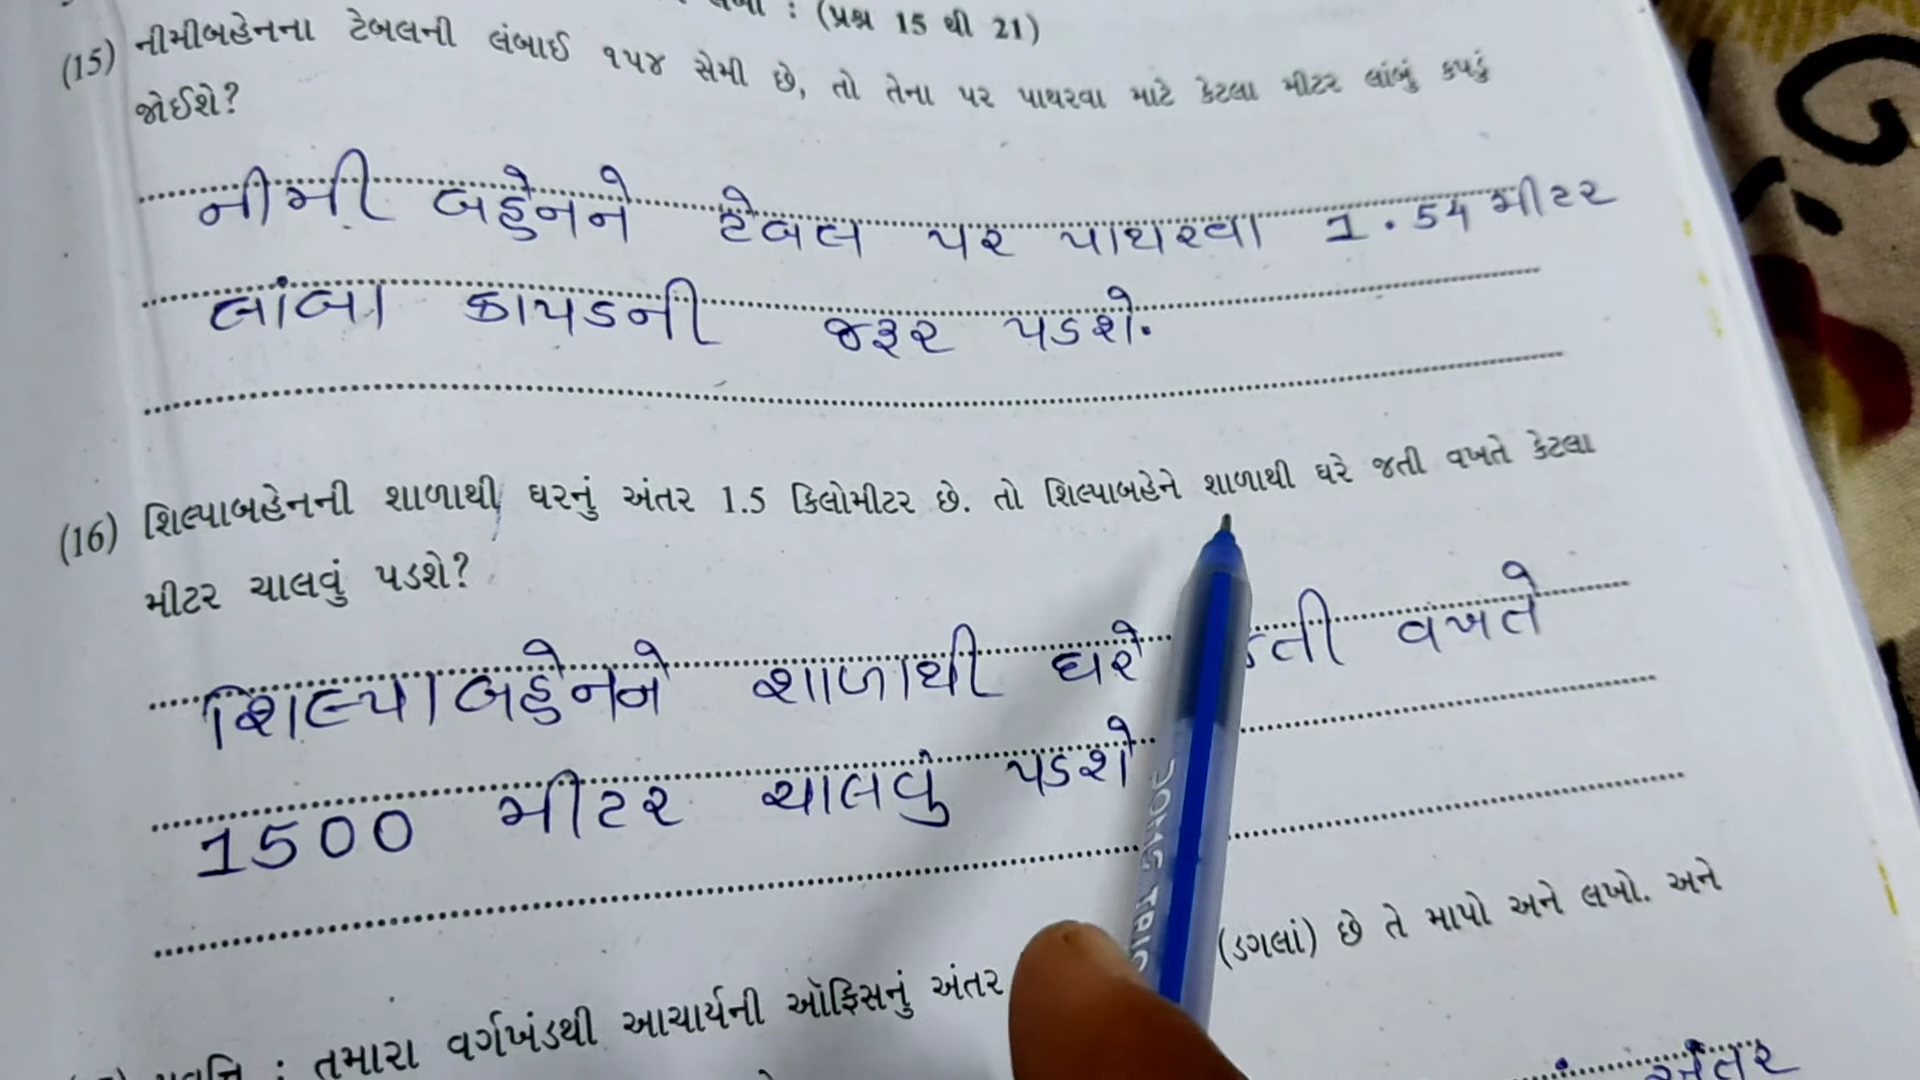 : (પ્રશ્ન 15 થી 21)
(15) નીમીબહેનના ટેબલની લંબાઈ ૧૫૪ સેમી છે, તો તેના પર પાથરવા માટે કેટલા મીટર લાંબું કપડું
જોઈશે?
નીમી બહેનને ટેબલ પર પાથરવા 1.54 મીટર
લાંબા કાપડની જરૂર પડશે.
(16) શિલ્પાબહેનની શાળાથી ઘરનું અંતર 1.5 કિલોમીટર છે. તો શિલ્પાબહેને શાળાથી ઘરે જતી વખતે કેટલા
મીટર ચાલવું પડશે?
શિલ્પાબહેનને શાળાથી ઘરે વખતે
1500 મીટર ચાલવું પડશે
: તમારા વર્ગખંડથી આચાર્યની ઑફિસનું અંતર (ડગલાં) છે તે માપો અને લખો. અને
અંતર